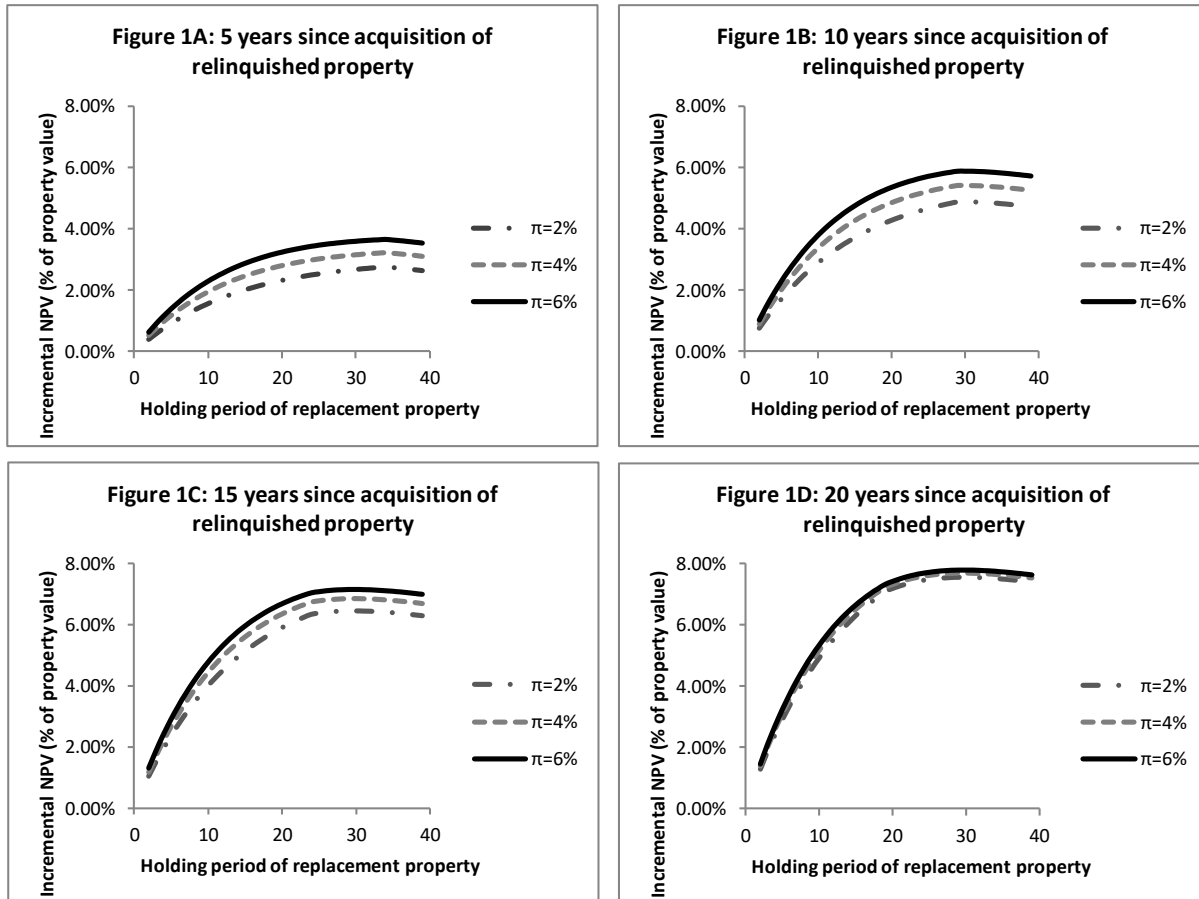 Figure 1A: 5 years since acquisition of
relinquished property
Incremental NPV (% of property value)
8.00%
6.00%
4.00%
2.00%
0.00%
0 10 20 30 40
Holding period of replacement property
π=2%
π=4%
π=6%
Figure 1B: 10 years since acquisition of
relinquished property
Incremental NPV (% of property value)
8.00%
6.00%
4.00%
2.00%
0.00%
0 10 20 30 40
Holding period of replacement property
π=2%
π=4%
π=6%
Figure 1C: 15 years since acquisition of
relinquished property
Incremental NPV (% of property value)
8.00%
6.00%
4.00%
2.00%
0.00%
0 10 20 30 40
Holding period of replacement property
π=2%
π=4%
π=6%
Figure 1D: 20 years since acquisition of
relinquished property
Incremental NPV (% of property value)
8.00%
6.00%
4.00%
2.00%
0.00%
0 10 20 30 40
Holding period of replacement property
π=2%
π=4%
π=6%